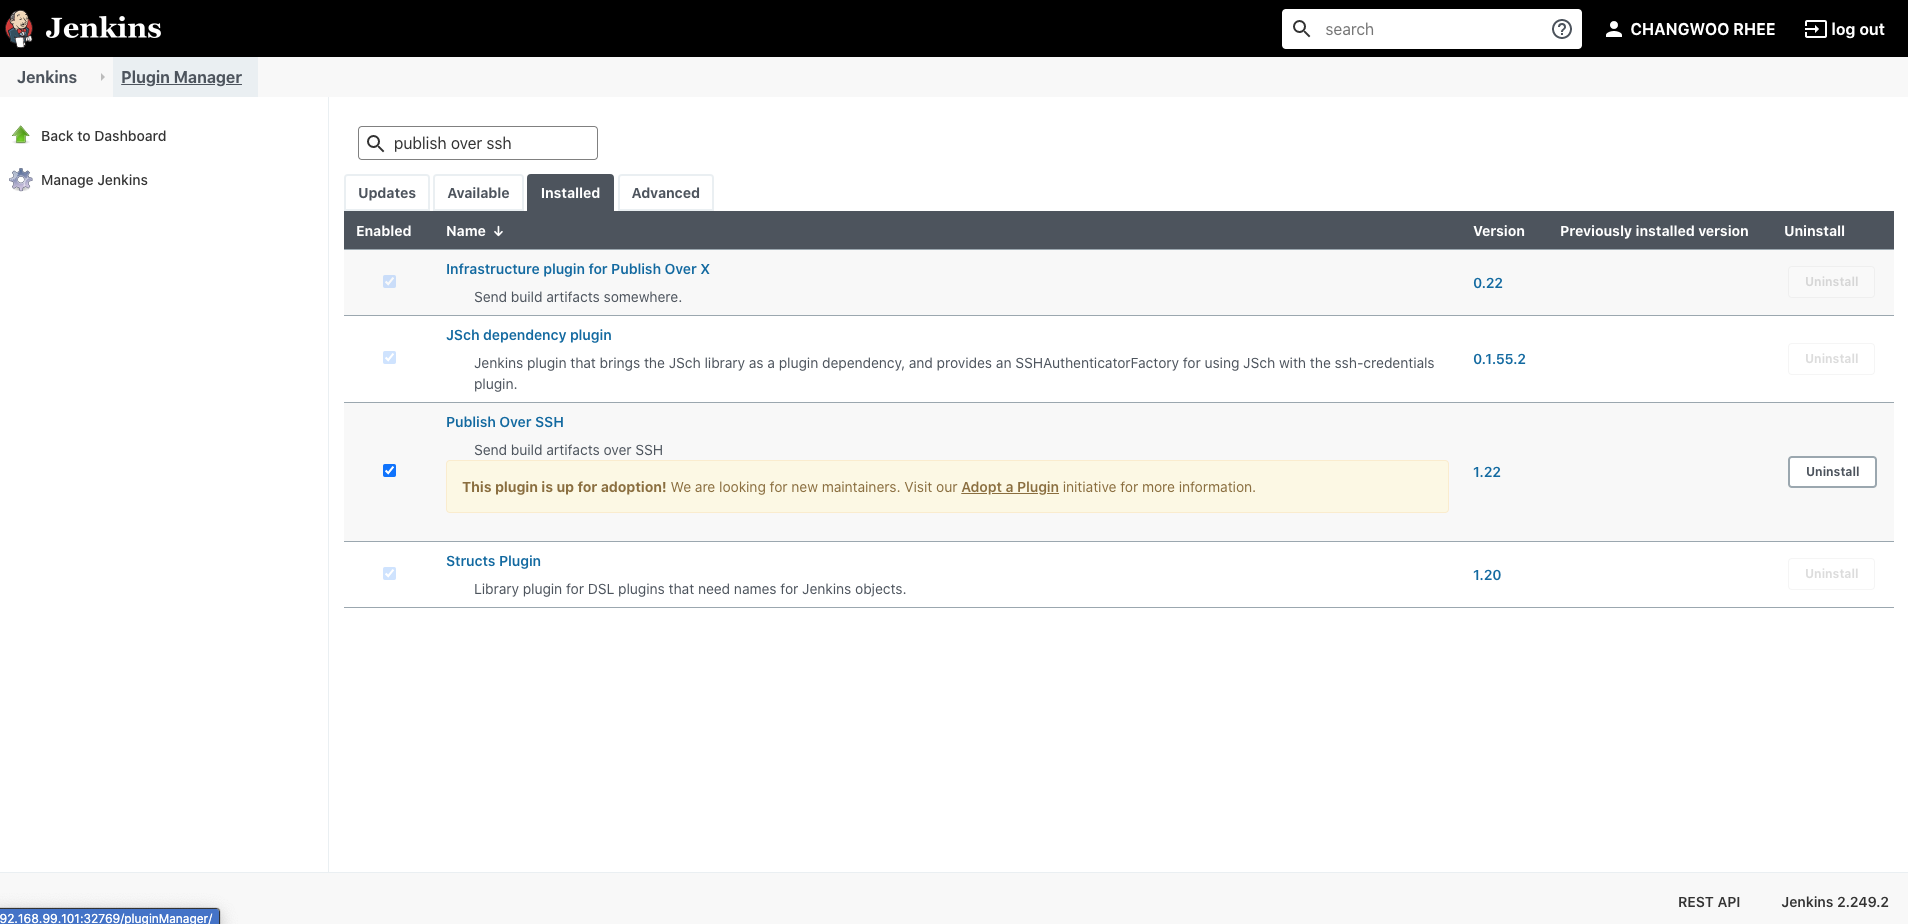 Jenkins
search
CHANGWOO RHEE
log out
Jenkins
Plugin Manager
Back to Dashboard
Manage Jenkins
publish over ssh
Updates
Available
Installed
Advanced
Enabled
Name ↓
Version
Previously installed version
Uninstall
Infrastructure plugin for Publish Over X
Send build artifacts somewhere.
0.22
Uninstall
JSch dependency plugin
Jenkins plugin that brings the JSch library as a plugin dependency, and provides an SSHAuthenticatorFactory for using JSch with the ssh-credentials
plugin.
0.1.55.2
Uninstall
Publish Over SSH
Send build artifacts over SSH
This plugin is up for adoption! We are looking for new maintainers. Visit our Adopt a Plugin initiative for more information.
1.22
Uninstall
Structs Plugin
Library plugin for DSL plugins that need names for Jenkins objects.
1.20
Uninstall
REST API
Jenkins 2.249.2
92.168.99.101:32769/pluginManager/